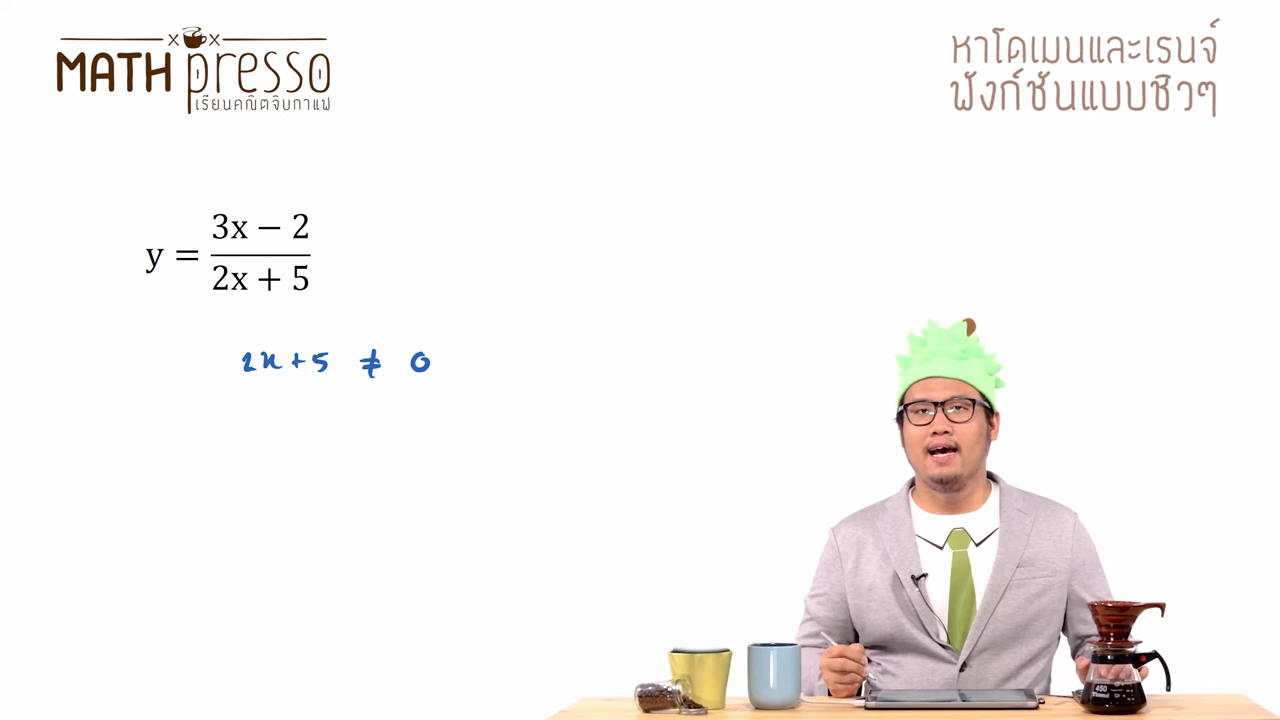 MATH presso
เรียนคณิตจิบกาแฟ
หาโดเมนและเรนจ์
ฟังก์ชันแบบชิวๆ
y = (3x − 2)/(2x + 5)
2x + 5 ≠ 0
450